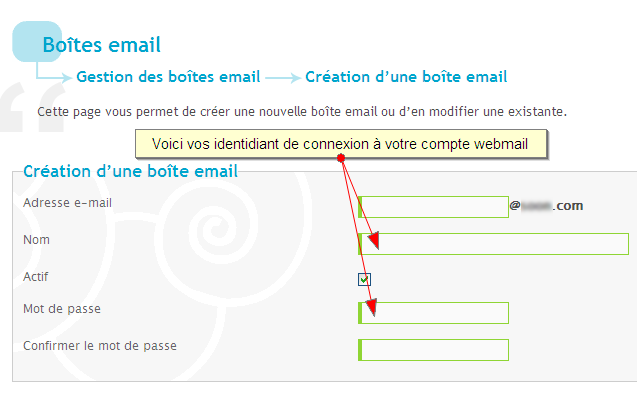 Boîtes email
Gestion des boîtes email Création d'une boîte email
Cette page vous permet de créer une nouvelle boîte email ou d'en modifier une existante.
Voici vos identidiant de connexion à votre compte webmail
Création d'une boîte email
Adresse e-mail @ .com
Nom
Actif
Mot de passe
Confirmer le mot de passe